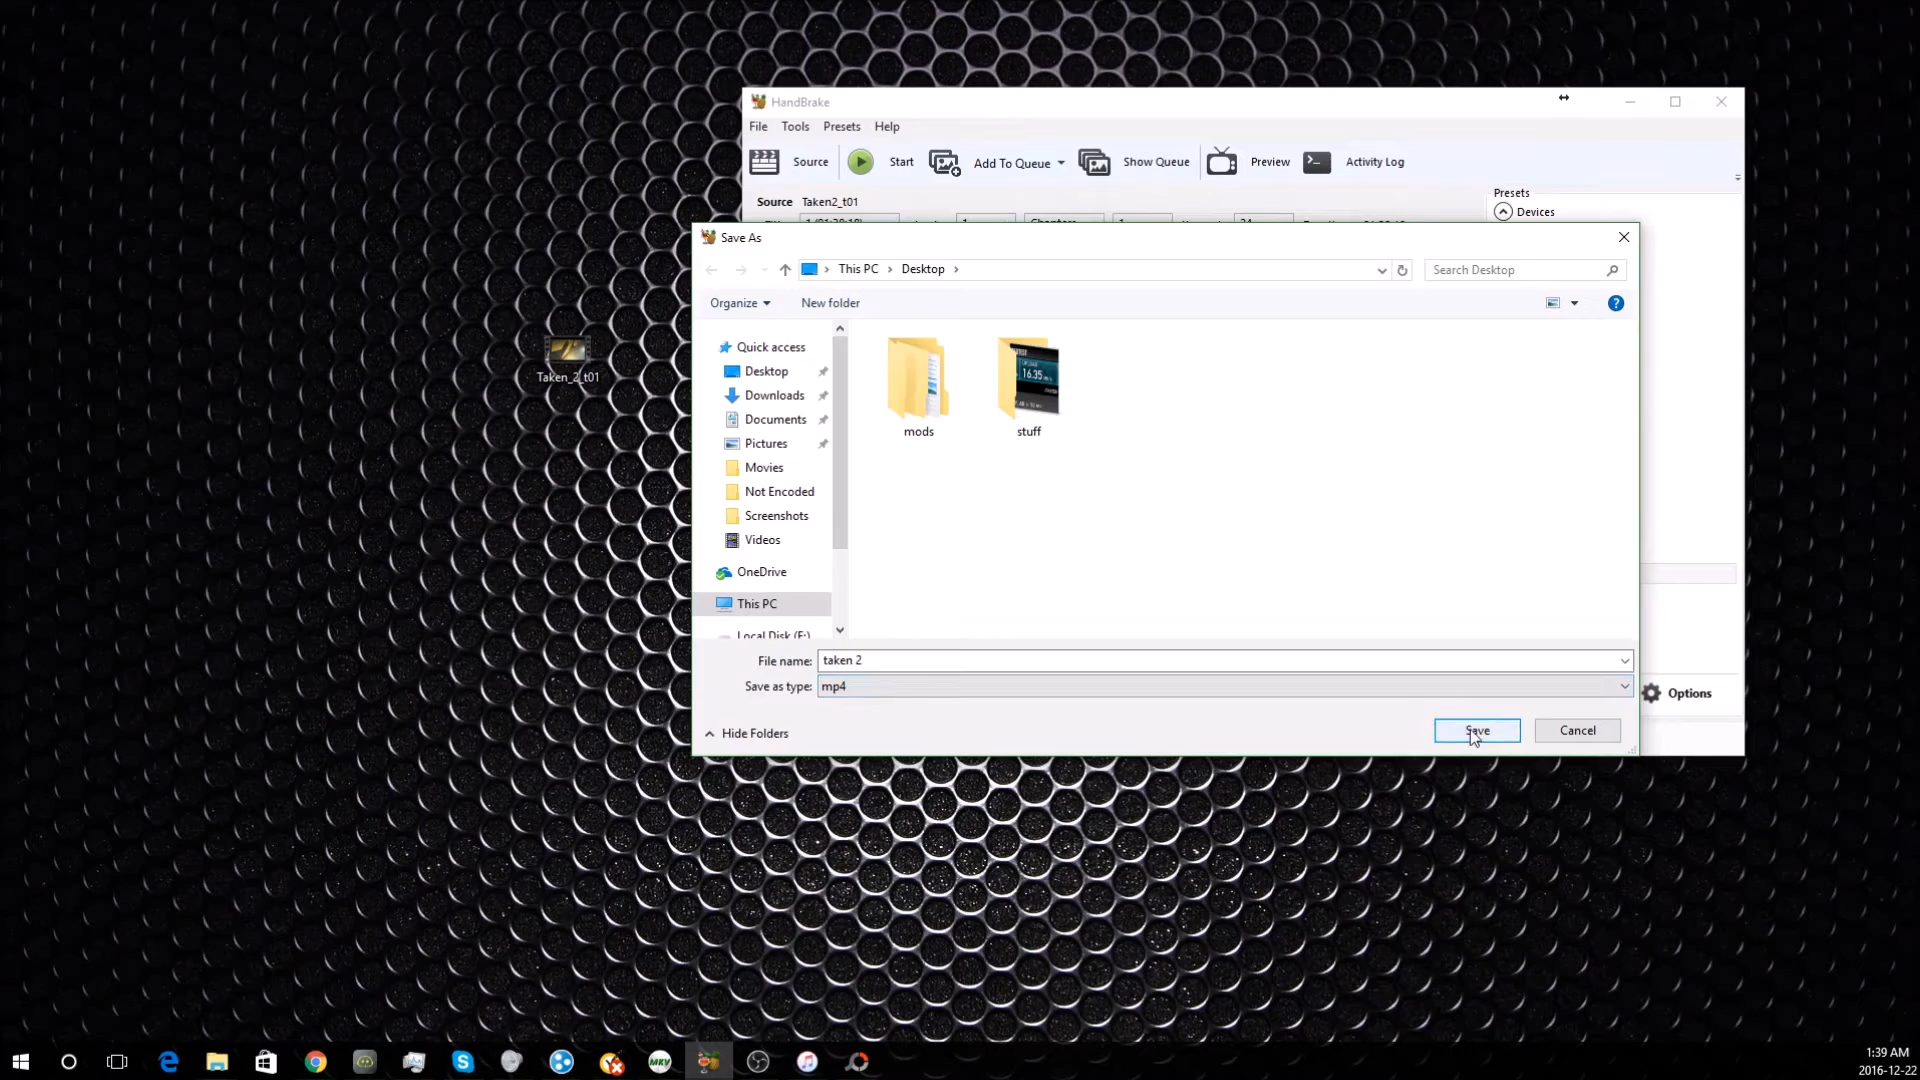 HandBrake
File Tools Presets Help
Source Start Add To Queue Show Queue Preview Activity Log
Source Taken2_t01
Presets
Devices
Save As
This PC > Desktop >
Search Desktop
Organize New folder
Quick access
Desktop
Downloads
Documents
Pictures
Movies
Not Encoded
Screenshots
Videos
OneDrive
This PC
Local Disk (F:)
mods
stuff
16.35
Taken_2_t01
File name: taken 2
Save as type: mp4
Options
Hide Folders
Save Cancel
MKV
1:39 AM
2016-12-22